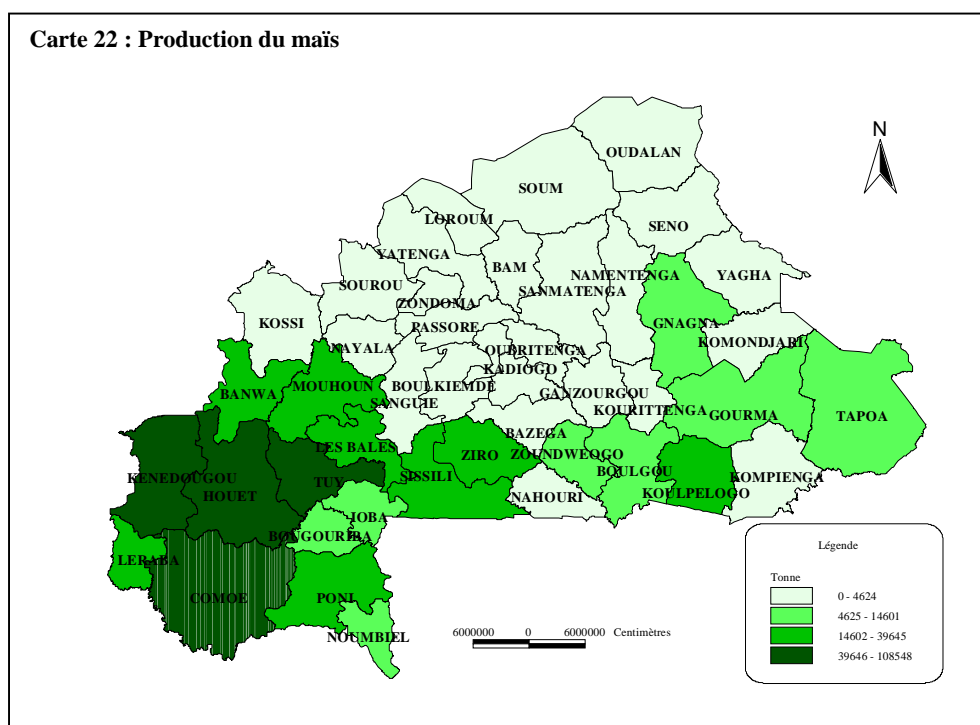 Carte 22 : Production du maïs
N
OUDALAN
SOUM
LOROUM
SENO
YATENGA
BAM
NAMENTENGA
YAGHA
SOUROU
SANMATENGA
ZONDOMA
KOSSI
GNAGNA
PASSORE
KOMONDJARI
NAYALA
OUBRITENGA
KADIOGO
BANWA
MOUHOUN
BOULKIEMDE
GANZOURGOU
SANGUIE
KOURITTENGA
GOURMA
TAPOA
BAZEGA
LES BALES
ZIRO
ZOUNDWEOGO
BOULGOU
KENEDOUGOU
TUY
SISSILI
KOMPIENGA
HOUET
NAHOURI
KOULPELOGO
IOBA
BOUGOURIBA
LERABA
COMOE
PONI
NOUMBIEL
6000000 0 6000000 Centimètres
Légende
Tonne
0 - 4624
4625 - 14601
14602 - 39645
39646 - 108548